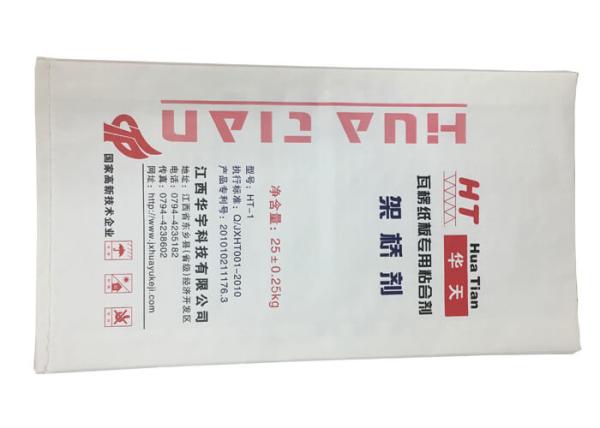 HT
Hua Tian
华天
瓦楞纸板专用粘合剂
架桥剂
HUA TIAN
净含量：25±0.25kg
型号：HT-1
执行标准：Q/JXHT001-2010
产品专利号：201010211176.3
江西华宇科技有限公司
地址：江西省东乡县(省级)经济开发区
电话：0794-4235182
传真：0794-4238602
网址：http://www.jxhuayukeji.com
国家高新技术企业